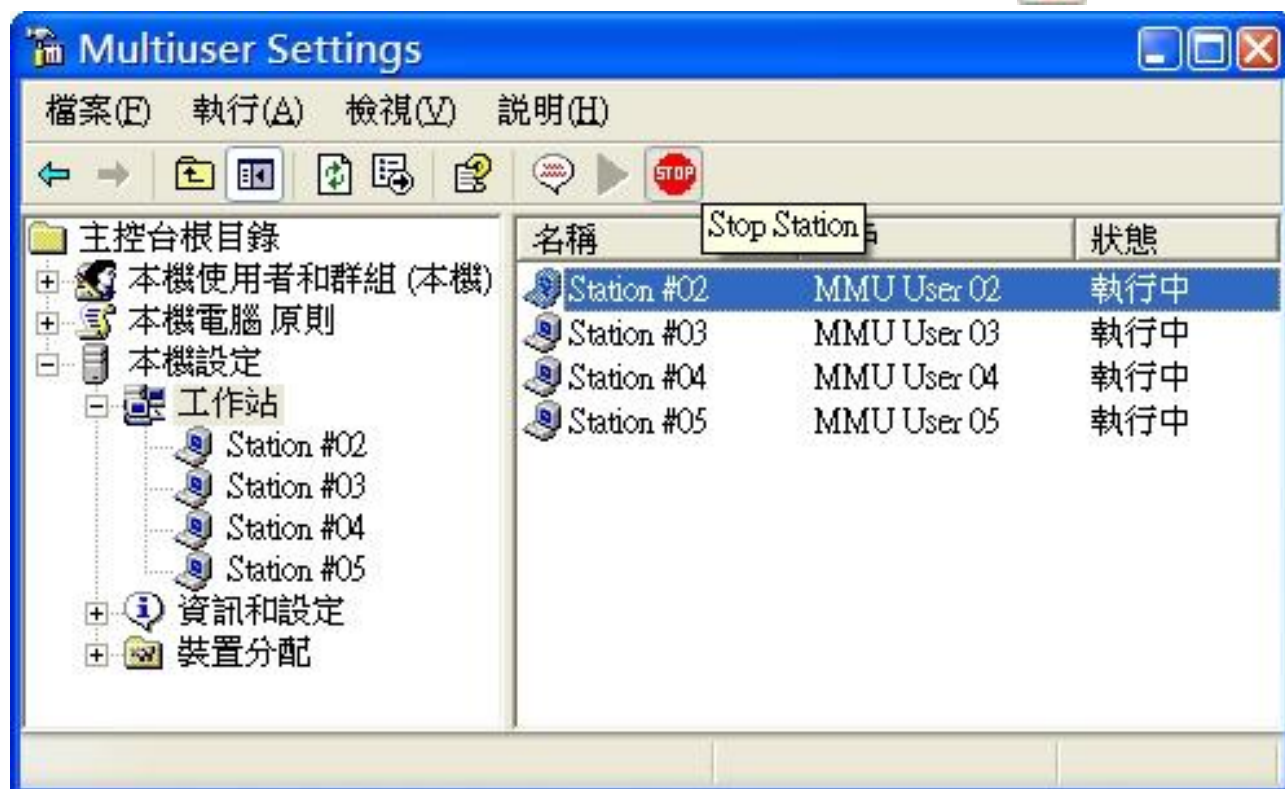 Multiuser Settings
檔案(F) 執行(A) 檢視(V) 説明(H)
STOP
Stop Station
主控台根目錄
本機使用者和群組 (本機)
本機電腦 原則
本機設定
工作站
Station #02
Station #03
Station #04
Station #05
資訊和設定
裝置分配
名稱 狀態
Station #02 MMU User 02 執行中
Station #03 MMU User 03 執行中
Station #04 MMU User 04 執行中
Station #05 MMU User 05 執行中